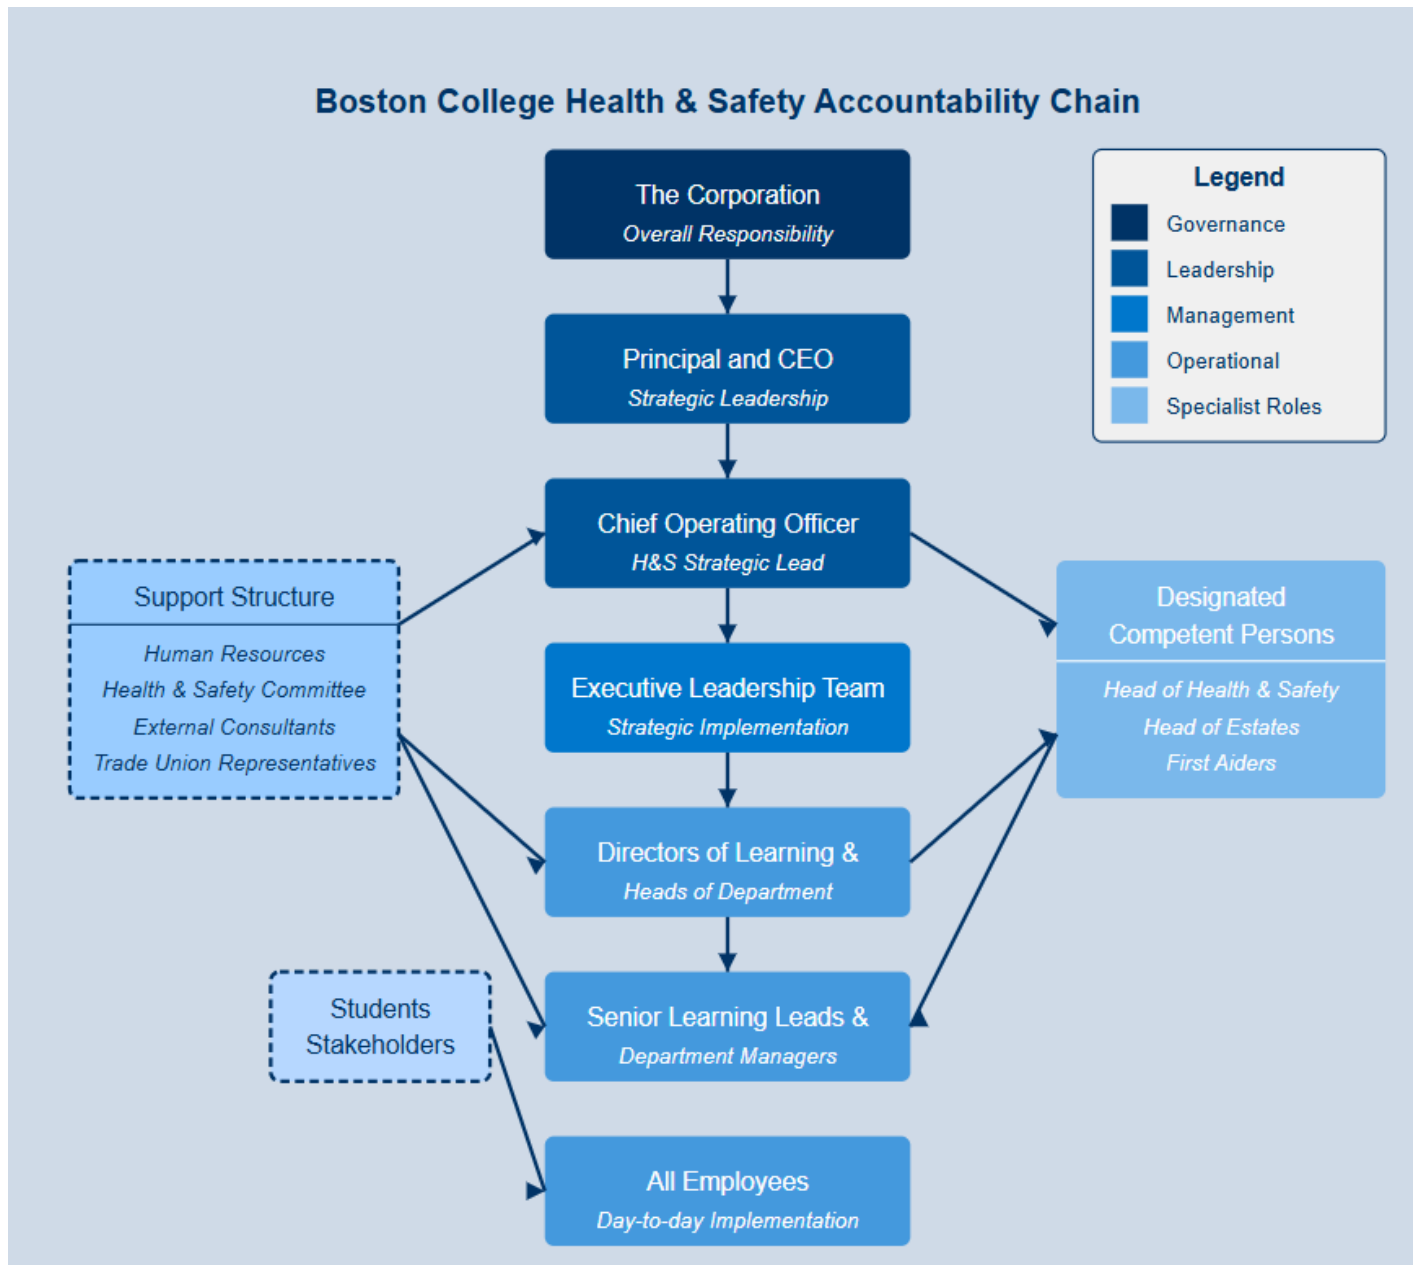 Boston College Health & Safety Accountability Chain
The Corporation
Overall Responsibility
Legend
Governance
Leadership
Management
Operational
Specialist Roles
Principal and CEO
Strategic Leadership
Chief Operating Officer
H&S Strategic Lead
Support Structure
Human Resources
Health & Safety Committee
External Consultants
Trade Union Representatives
Designated
Competent Persons
Head of Health & Safety
Head of Estates
First Aiders
Executive Leadership Team
Strategic Implementation
Directors of Learning &
Heads of Department
Students
Stakeholders
Senior Learning Leads &
Department Managers
All Employees
Day-to-day Implementation